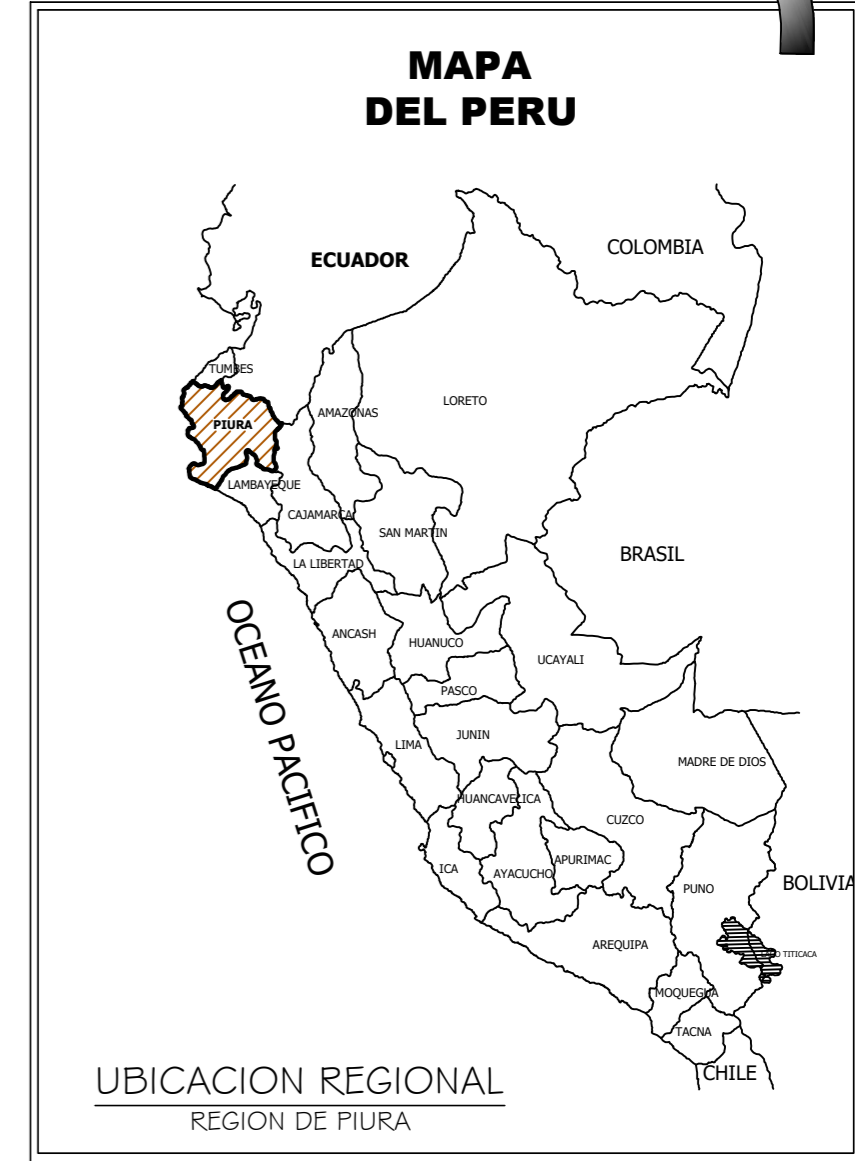 MAPA
DEL PERU
COLOMBIA
ECUADOR
TUMBES
LORETO
AMAZONAS
PIURA
LAMBAYEQUE
CAJAMARCA
SAN MARTIN
BRASIL
LA LIBERTAD
ANCASH
HUANUCO
UCAYALI
PASCO
OCEANO PACIFICO
JUNIN
LIMA
MADRE DE DIOS
HUANCAVELICA
CUZCO
APURIMAC
ICA
AYACUCHO
PUNO
BOLIVIA
AREQUIPA
TITICACA
MOQUEGUA
TACNA
CHILE
UBICACION REGIONAL
REGION DE PIURA